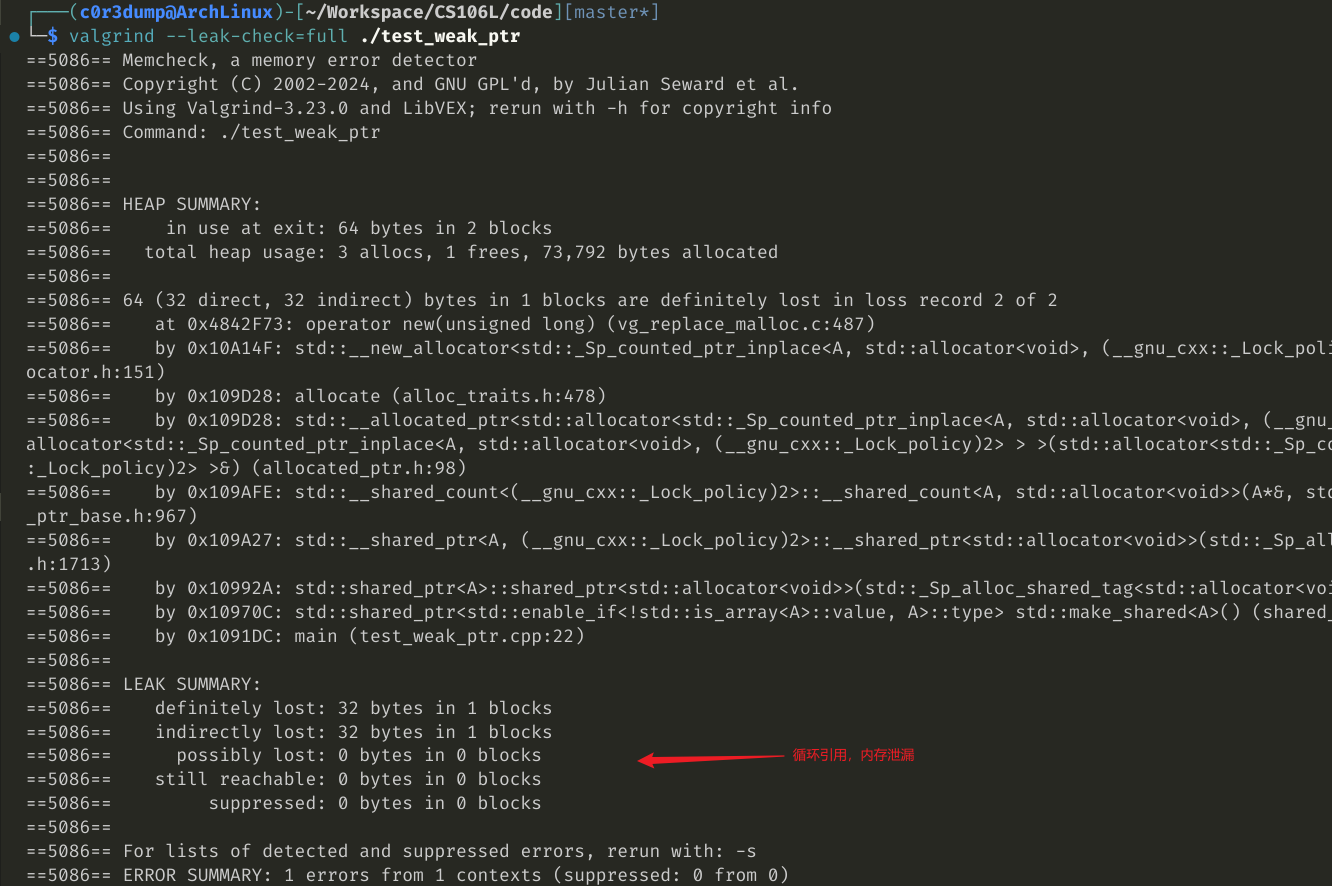 ┌──(c0r3dump@ArchLinux)-[~/Workspace/CS106L/code][master*]
└─$ valgrind --leak-check=full ./test_weak_ptr
==5086== Memcheck, a memory error detector
==5086== Copyright (C) 2002-2024, and GNU GPL'd, by Julian Seward et al.
==5086== Using Valgrind-3.23.0 and LibVEX; rerun with -h for copyright info
==5086== Command: ./test_weak_ptr
==5086==
==5086==
==5086== HEAP SUMMARY:
==5086==     in use at exit: 64 bytes in 2 blocks
==5086==   total heap usage: 3 allocs, 1 frees, 73,792 bytes allocated
==5086==
==5086== 64 (32 direct, 32 indirect) bytes in 1 blocks are definitely lost in loss record 2 of 2
==5086==    at 0x4842F73: operator new(unsigned long) (vg_replace_malloc.c:487)
==5086==    by 0x10A14F: std::__new_allocator<std::_Sp_counted_ptr_inplace<A, std::allocator<void>, (__gnu_cxx::_Lock_poli
ocator.h:151)
==5086==    by 0x109D28: allocate (alloc_traits.h:478)
==5086==    by 0x109D28: std::__allocated_ptr<std::allocator<std::_Sp_counted_ptr_inplace<A, std::allocator<void>, (__gnu_
allocator<std::_Sp_counted_ptr_inplace<A, std::allocator<void>, (__gnu_cxx::_Lock_policy)2> > >(std::allocator<std::_Sp_co
:_Lock_policy)2> >&) (allocated_ptr.h:98)
==5086==    by 0x109AFE: std::__shared_count<(__gnu_cxx::_Lock_policy)2>::__shared_count<A, std::allocator<void>>(A*&, std
_ptr_base.h:967)
==5086==    by 0x109A27: std::__shared_ptr<A, (__gnu_cxx::_Lock_policy)2>::__shared_ptr<std::allocator<void>>(std::_Sp_all
.h:1713)
==5086==    by 0x10992A: std::shared_ptr<A>::shared_ptr<std::allocator<void>>(std::_Sp_alloc_shared_tag<std::allocator<voi
==5086==    by 0x10970C: std::shared_ptr<std::enable_if<!std::is_array<A>::value, A>::type> std::make_shared<A>() (shared_
==5086==    by 0x1091DC: main (test_weak_ptr.cpp:22)
==5086==
==5086== LEAK SUMMARY:
==5086==    definitely lost: 32 bytes in 1 blocks
==5086==    indirectly lost: 32 bytes in 1 blocks
==5086==      possibly lost: 0 bytes in 0 blocks 循环引用，内存泄漏
==5086==    still reachable: 0 bytes in 0 blocks
==5086==         suppressed: 0 bytes in 0 blocks
==5086==
==5086== For lists of detected and suppressed errors, rerun with: -s
==5086== ERROR SUMMARY: 1 errors from 1 contexts (suppressed: 0 from 0)